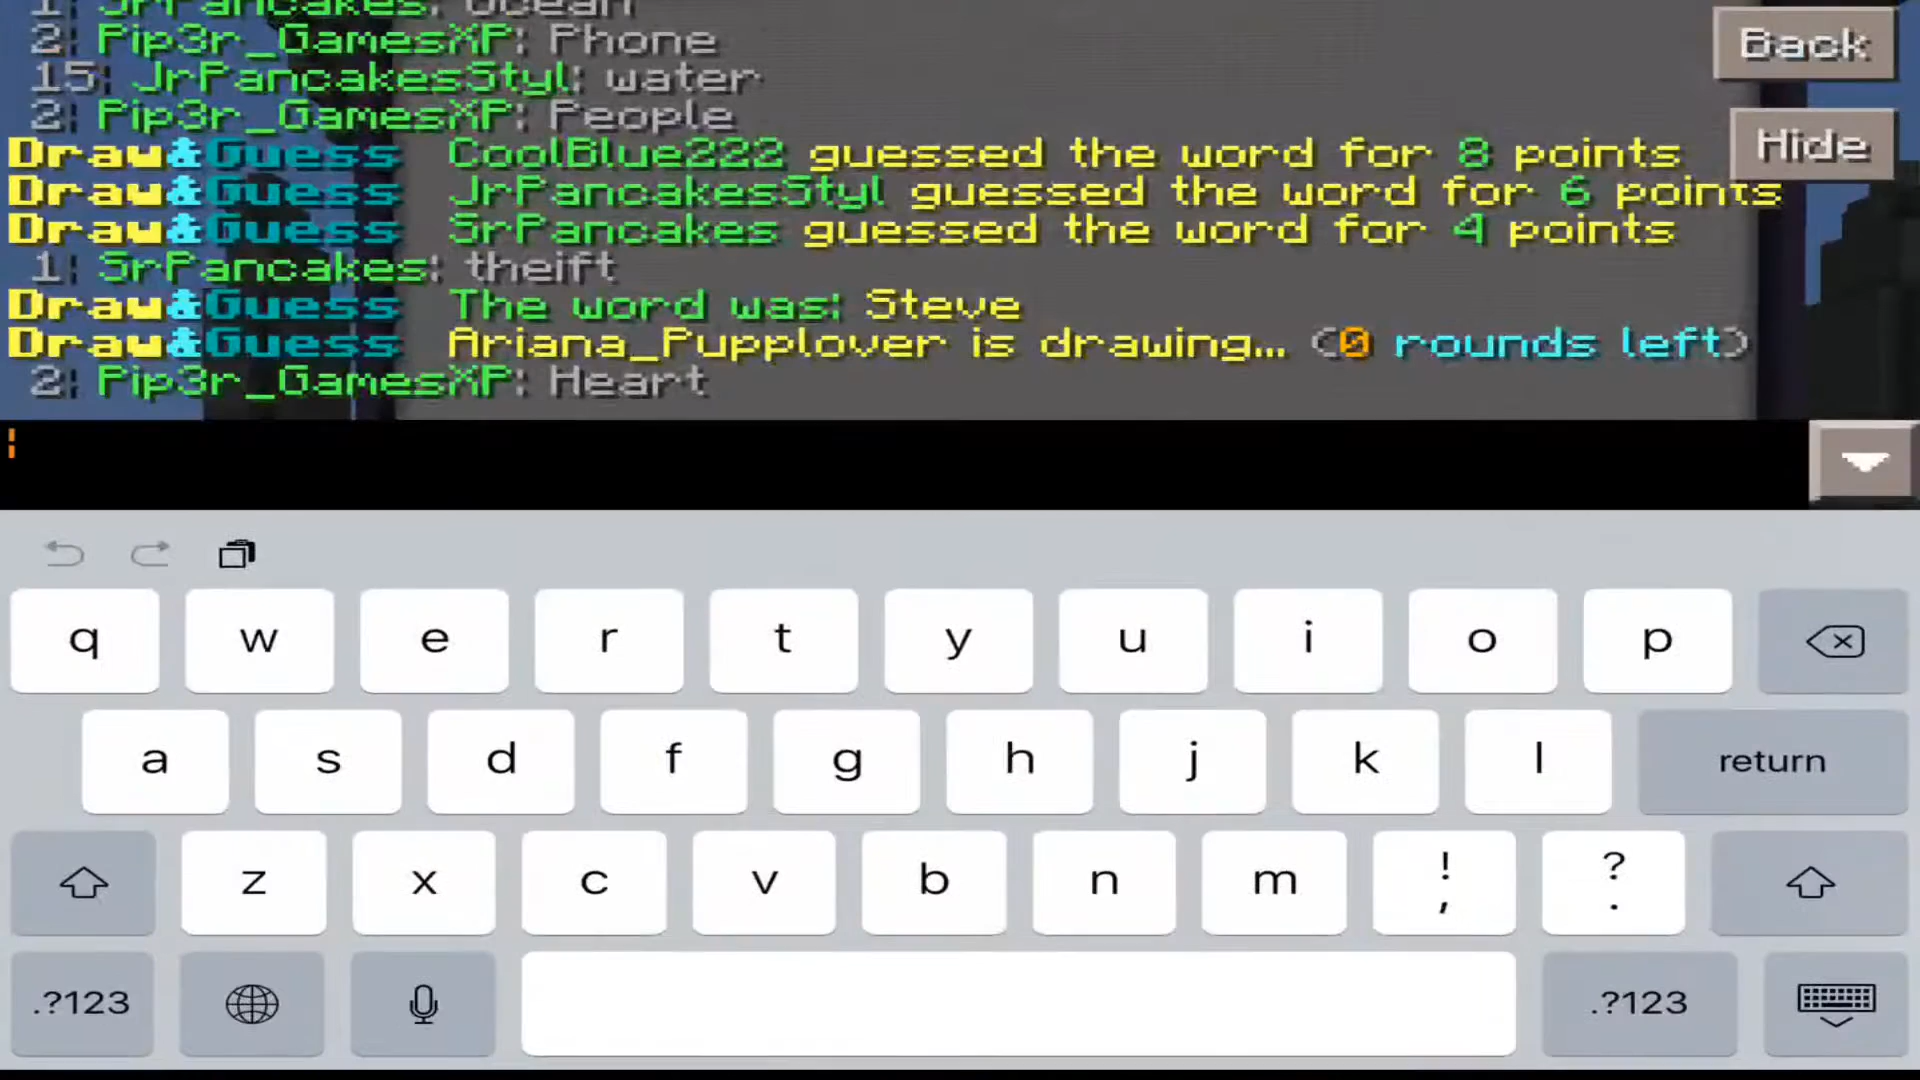 1: SrPancakes: ocean
2: Pip3r_GamesXP: Phone
15: JrPancakesStyl: water
2: Pip3r_GamesXP: People
Draw&Guess CoolBlue222 guessed the word for 8 points
Draw&Guess JrPancakesStyl guessed the word for 6 points
Draw&Guess SrPancakes guessed the word for 4 points
1: SrPancakes: theift
Draw&Guess The word was: Steve
Draw&Guess Ariana_Pupplover is drawing... (0 rounds left)
2: Pip3r_GamesXP: Heart
Back
Hide
q w e r t y u i o p
a s d f g h j k l return
z x c v b n m ! , ? .
.?123 .?123